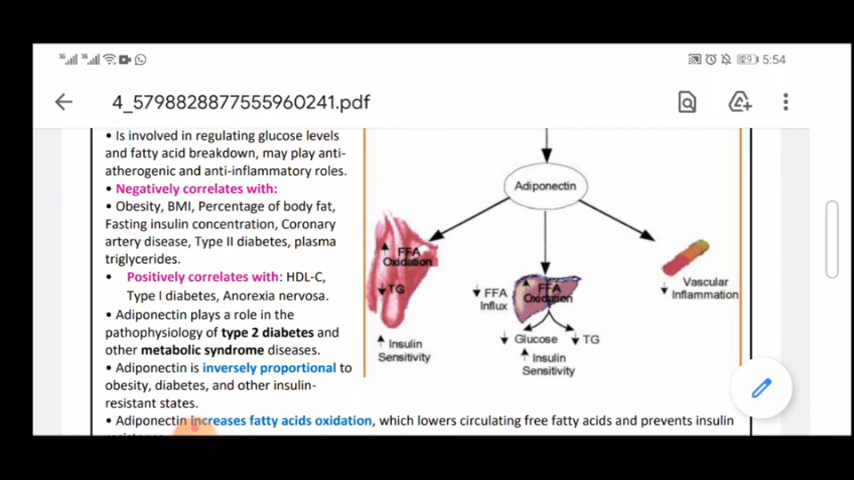 5:54
4_5798828877555960241.pdf
• Is involved in regulating glucose levels
and fatty acid breakdown, may play anti-
atherogenic and anti-inflammatory roles.
• Negatively correlates with:
• Obesity, BMI, Percentage of body fat,
Fasting insulin concentration, Coronary
artery disease, Type II diabetes, plasma
triglycerides.
• Positively correlates with: HDL-C,
Type I diabetes, Anorexia nervosa.
• Adiponectin plays a role in the
pathophysiology of type 2 diabetes and
other metabolic syndrome diseases.
• Adiponectin is inversely proportional to
obesity, diabetes, and other insulin-
resistant states.
• Adiponectin increases fatty acids oxidation, which lowers circulating free fatty acids and prevents insulin
Adiponectin
↑ FFA
Oxidation
↓ TG
↑ Insulin
Sensitivity
↓ FFA
Influx
↑ FFA
Oxidation
↓ Glucose ↓ TG
↑ Insulin
Sensitivity
Vascular
↓ Inflammation